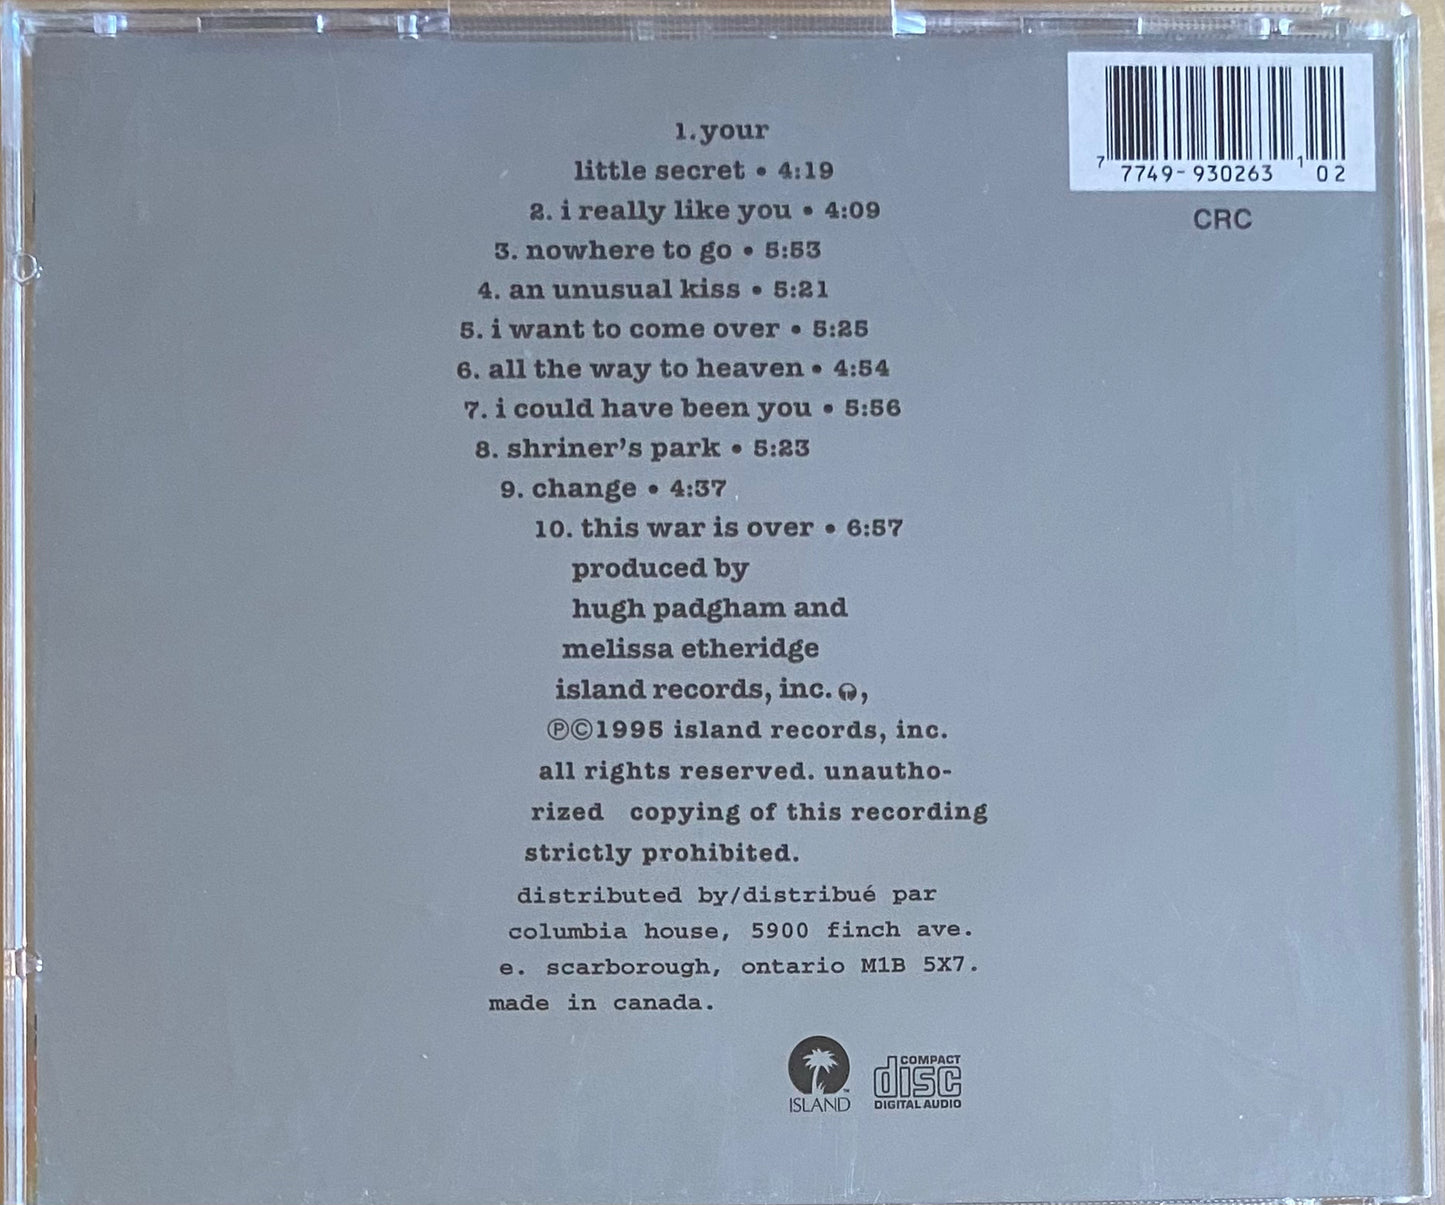 1. your
little secret • 4:19
2. i really like you • 4:09
3. nowhere to go • 5:53
4. an unusual kiss • 5:21
5. i want to come over • 5:25
6. all the way to heaven • 4:54
7. i could have been you • 5:56
8. shriner's park • 5:23
9. change • 4:37
10. this war is over • 6:57
produced by
hugh padgham and
melissa etheridge
island records, inc. ,
℗©1995 island records, inc.
all rights reserved. unautho-
rized copying of this recording
strictly prohibited.
distributed by/distribué par
columbia house, 5900 finch ave.
e. scarborough, ontario M1B 5X7.
made in canada.
7 7749-930263 1 02
CRC
ISLAND
COMPACT
disc
DIGITAL AUDIO